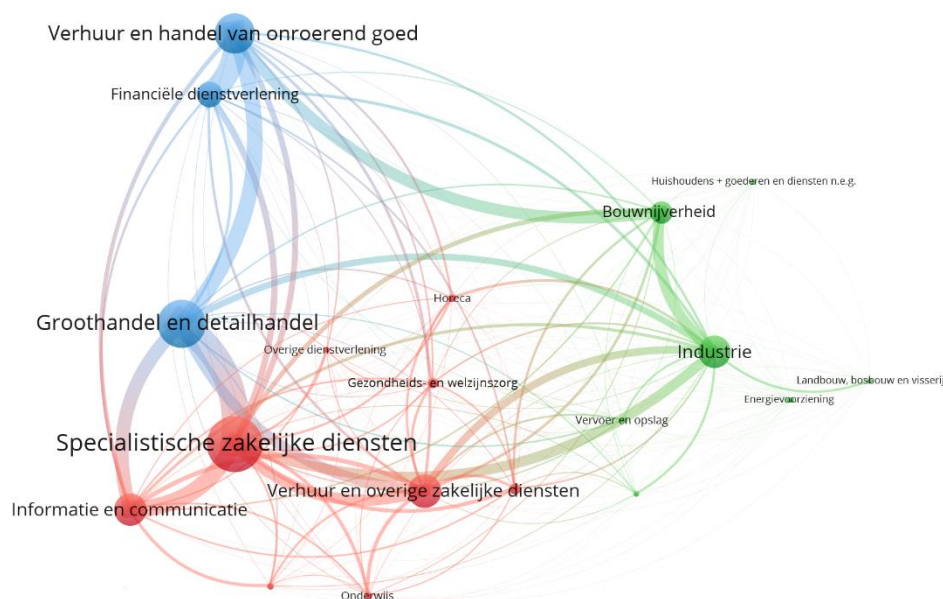 Verhuur en handel van onroerend goed
Financiële dienstverlening
Huishoudens + goederen en diensten n.e.g.
Bouwnijverheid
Horeca
Groothandel en detailhandel
Overige dienstverlening
Industrie
Gezondheids- en welzijnszorg
Landbouw, bosbouw en visserij
Energievoorziening
Vervoer en opslag
Specialistische zakelijke diensten
Verhuur en overige zakelijke diensten
Informatie en communicatie
Onderwijs